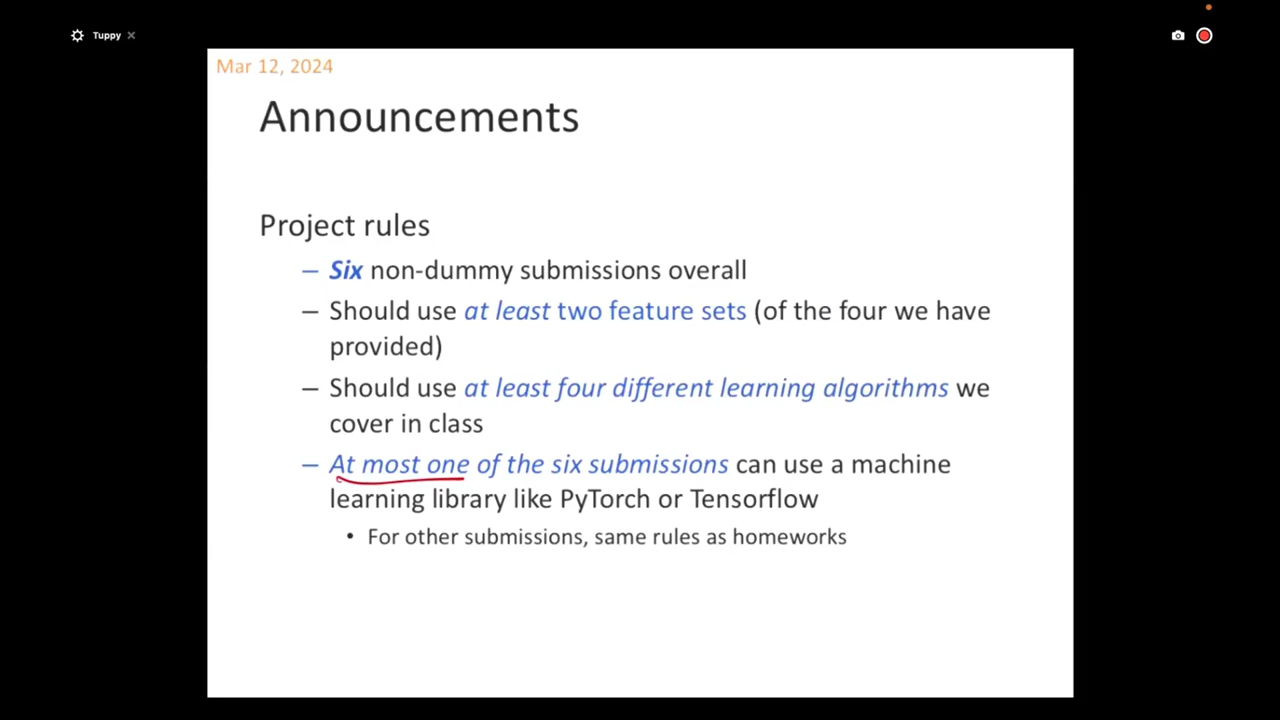 Tuppy
Mar 12, 2024
Announcements
Project rules
– Six non-dummy submissions overall
– Should use at least two feature sets (of the four we have
provided)
– Should use at least four different learning algorithms we
cover in class
– At most one of the six submissions can use a machine
learning library like PyTorch or Tensorflow
• For other submissions, same rules as homeworks